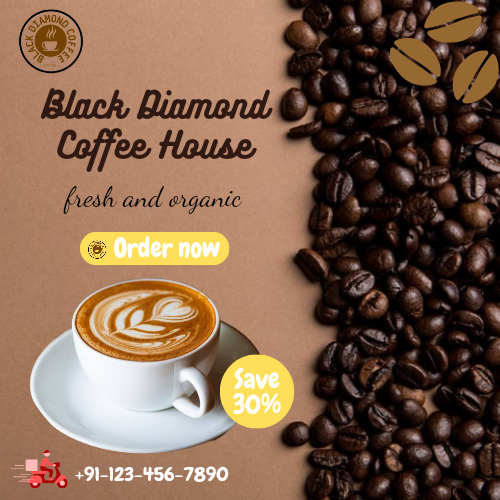 BLACK DIAMOND COFFEE
Black Diamond
Coffee House
fresh and organic
Order now
Save
30%
+91-123-456-7890